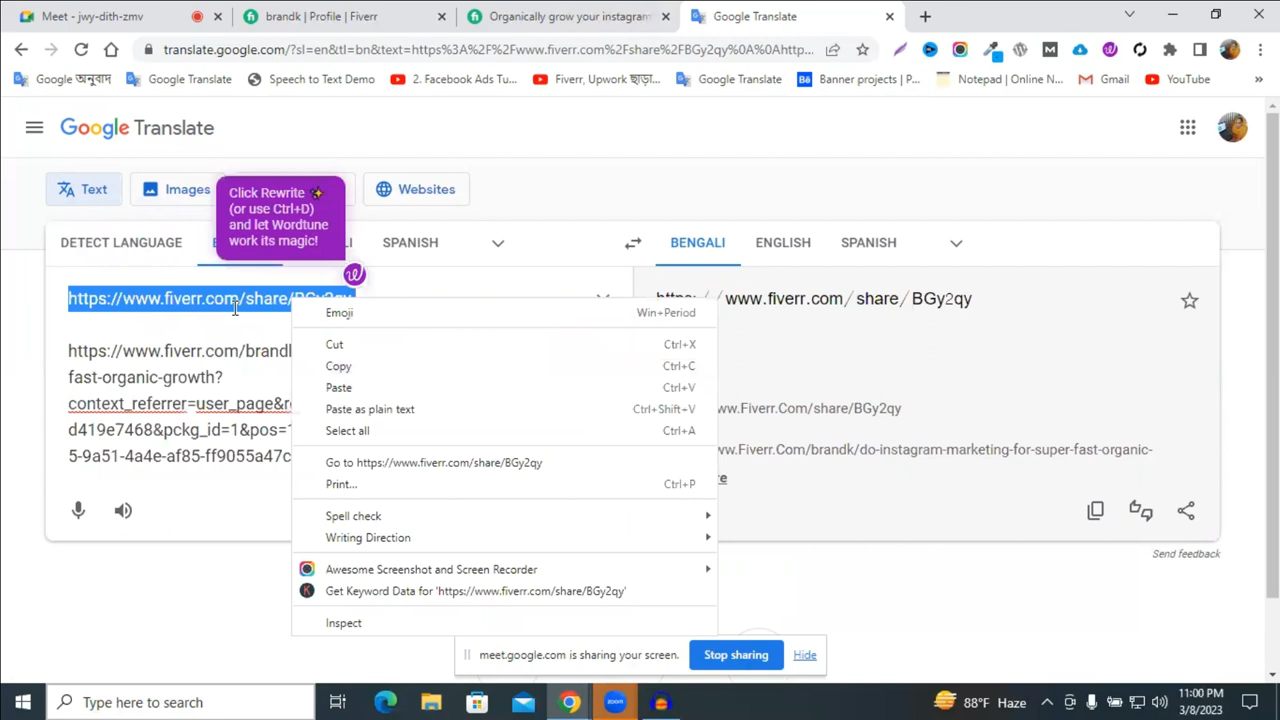 Meet - jwy-dith-zmv
brandk | Profile | Fiverr
Organically grow your instagram
Google Translate
translate.google.com/?sl=en&tl=bn&text=https%3A%2F%2Fwww.fiverr.com%2Fshare%2FBGy2qy%0A%0Ahttp...
Google অনুবাদ
Google Translate
Speech to Text Demo
2. Facebook Ads Tu...
Fiverr, Upwork ছাড়া...
Google Translate
Banner projects | P...
Notepad | Online N...
Gmail
YouTube
Google Translate
Text
Images
Websites
Click Rewrite ✨
(or use Ctrl+D)
and let Wordtune
work its magic!
DETECT LANGUAGE
SPANISH
BENGALI
ENGLISH
SPANISH
https://www.fiverr.com/share/BGy2qy
https://www.fiverr.com/brandk
fast-organic-growth?
context_referrer=user_page&re
d419e7468&pckg_id=1&pos=1
5-9a51-4a4e-af85-ff9055a47c
https://www.fiverr.com/share/BGy2qy
ww.Fiverr.Com/share/BGy2qy
ww.Fiverr.Com/brandk/do-instagram-marketing-for-super-fast-organic-
Emoji Win+Period
Cut Ctrl+X
Copy Ctrl+C
Paste Ctrl+V
Paste as plain text Ctrl+Shift+V
Select all Ctrl+A
Go to https://www.fiverr.com/share/BGy2qy
Print... Ctrl+P
Spell check
Writing Direction
Awesome Screenshot and Screen Recorder
Get Keyword Data for 'https://www.fiverr.com/share/BGy2qy'
Inspect
Send feedback
meet.google.com is sharing your screen.
Stop sharing
Hide
Type here to search
88°F Haze
11:00 PM
3/8/2023